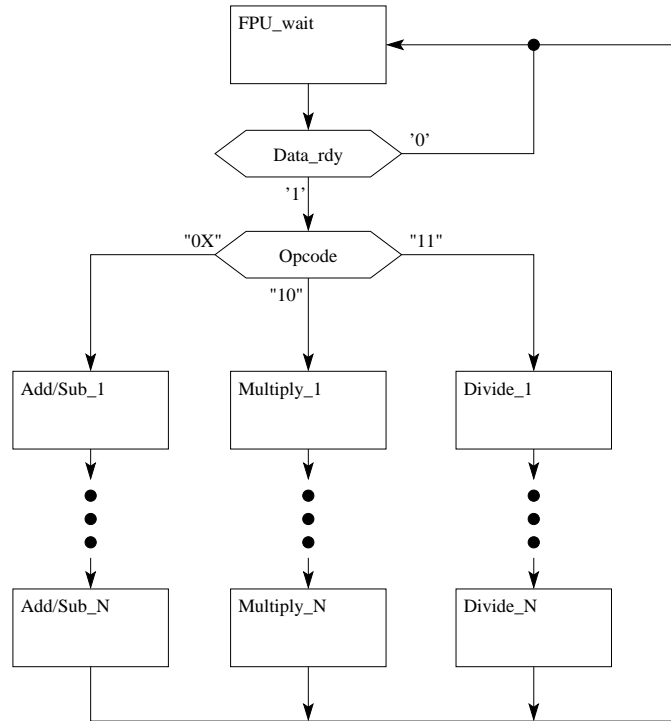 FPU_wait
Data_rdy
'0'
'1'
"0X"
Opcode
"11"
"10"
Add/Sub_1
Multiply_1
Divide_1
Add/Sub_N
Multiply_N
Divide_N